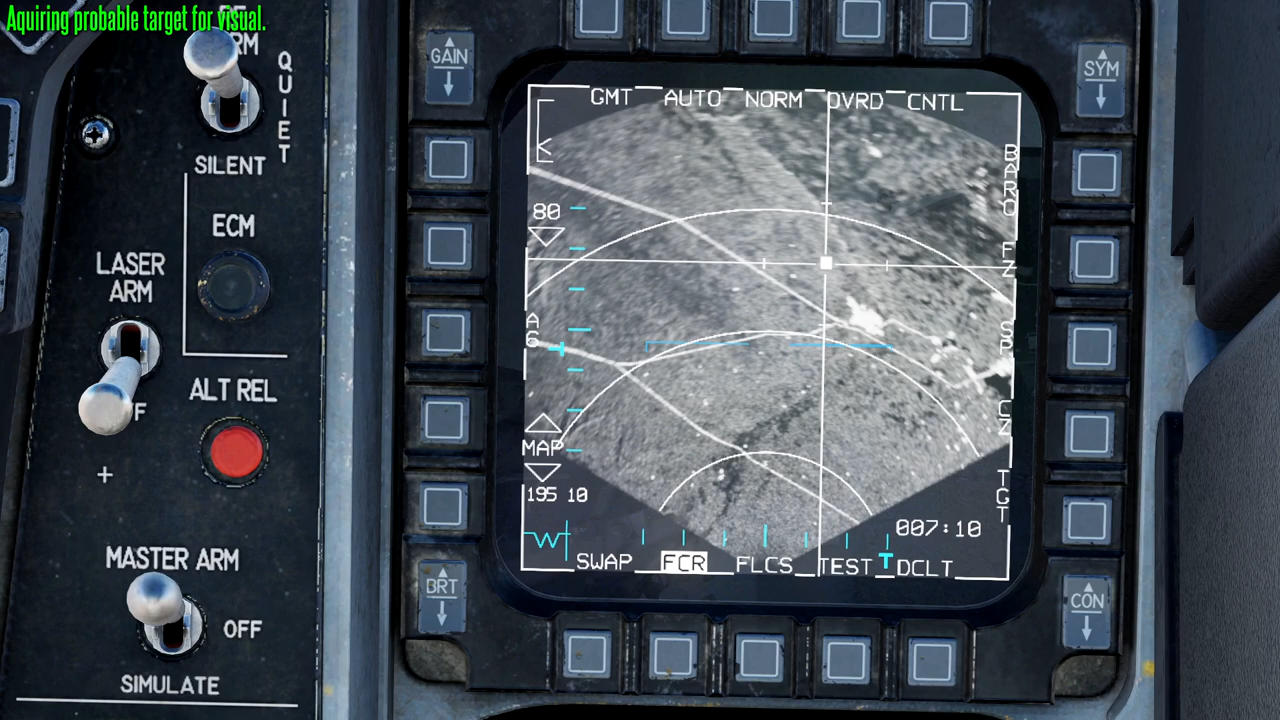 Aquiring probable target for visual.
RM
QUIET
SILENT
ECM
LASER
ARM
ALT REL
MASTER ARM
OFF
SIMULATE
GAIN
SYM
GMT AUTO NORM OVRD CNTL
BARO
80
FZ
A
6
SP
CZ
MAP
195 10
TGT
007:10
SWAP FCR FLCS TEST DCLT
BRT
CON